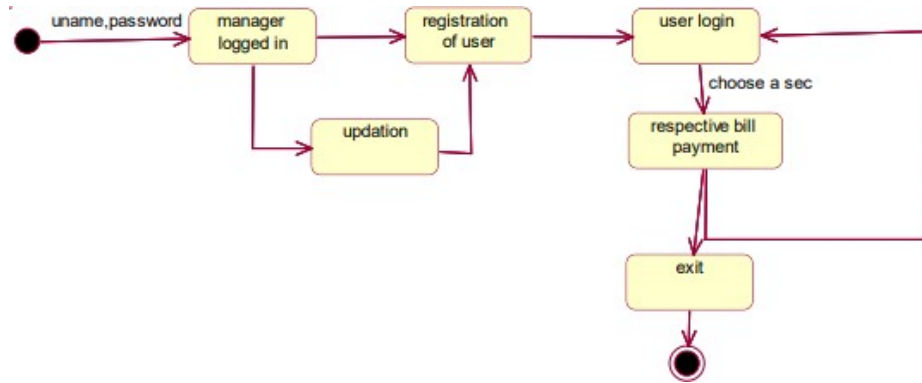 uname,password
manager
logged in
registration
of user
user login
choose a sec
updation
respective bill
payment
exit